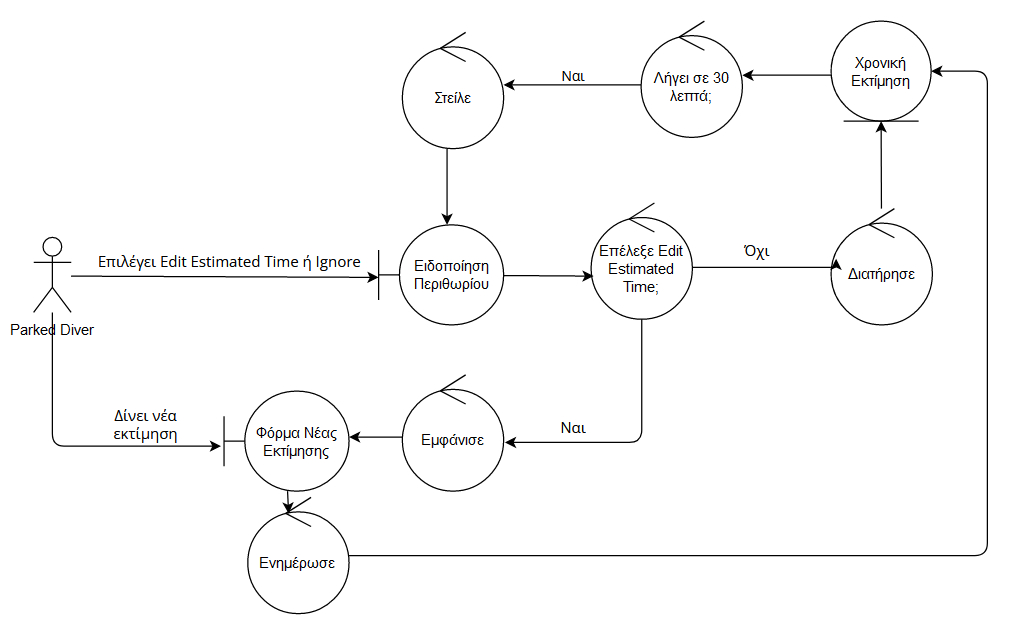 Χρονική
Εκτίμηση
Λήγει σε 30
λεπτά;
Ναι
Στείλε
Επιλέγει Edit Estimated Time ή Ignore
Ειδοποίηση
Περιθωρίου
Επέλεξε Edit
Estimated
Time;
Όχι
Διατήρησε
Parked Diver
Δίνει νέα
εκτίμηση
Φόρμα Νέας
Εκτίμησης
Εμφάνισε
Ναι
Ενημέρωσε